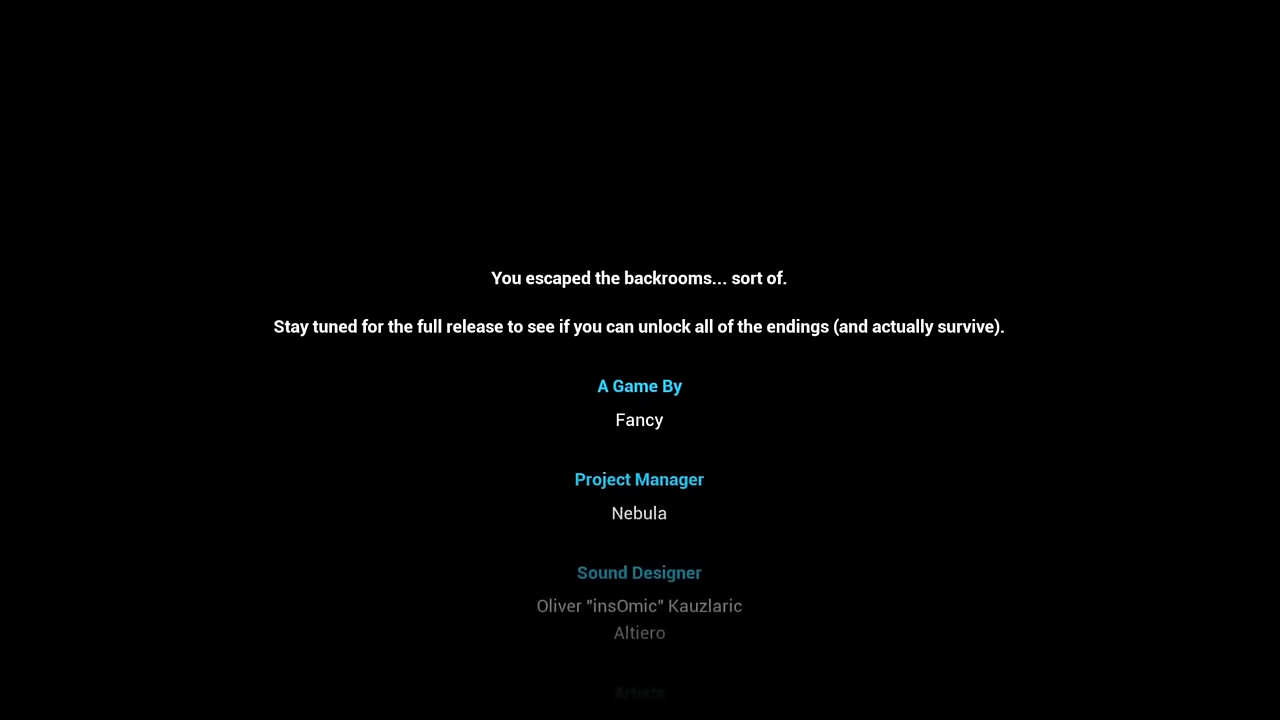 You escaped the backrooms... sort of.
Stay tuned for the full release to see if you can unlock all of the endings (and actually survive).
A Game By
Fancy
Project Manager
Nebula
Sound Designer
Oliver "insOmic" Kauzlaric
Altiero
Artists